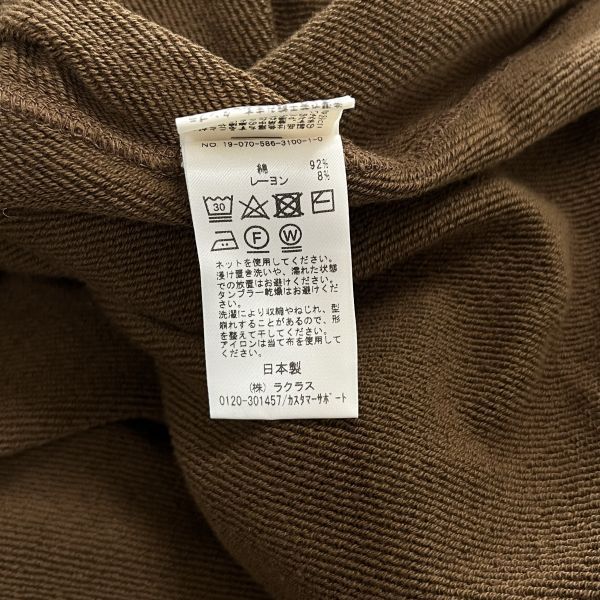 NO. 19-070-586-3100-1-0
綿 92%
レーヨン 8%
30
F W
ネットを使用してください。
浸け置き洗いや、濡れた状態
での放置はお避けください。
タンブラー乾燥はお避けくだ
さい。
洗濯により収縮やねじれ、型
崩れすることがあるので、形
を整えて干してください。
アイロンは当て布を使用して
ください。
日本製
(株) ラクラス
0120-301457/カスタマーサポート